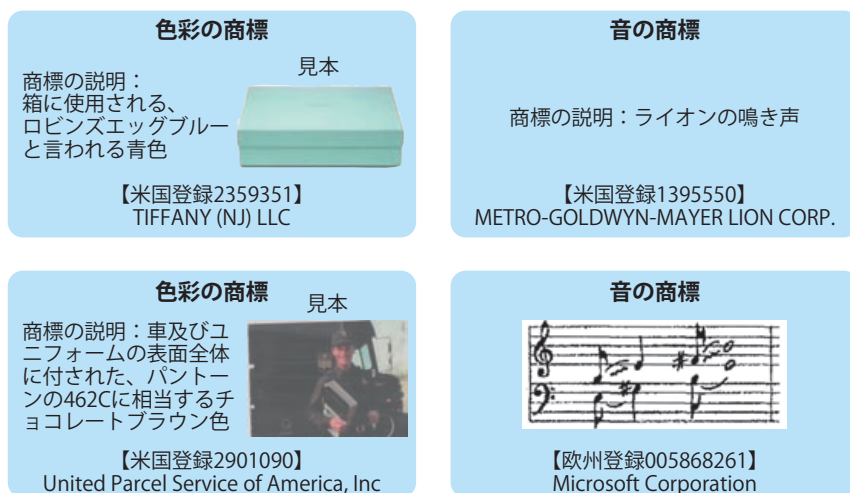 色彩の商標
商標の説明：
箱に使用される、
ロビンズエッグブルー
と言われる青色
見本
【米国登録2359351】
TIFFANY (NJ) LLC
音の商標
商標の説明：ライオンの鳴き声
【米国登録1395550】
METRO-GOLDWYN-MAYER LION CORP.
色彩の商標
見本
商標の説明：車及びユ
ニフォームの表面全体
に付された、パントー
ンの462Cに相当するチ
ョコレートブラウン色
【米国登録2901090】
United Parcel Service of America, Inc
音の商標
【欧州登録005868261】
Microsoft Corporation